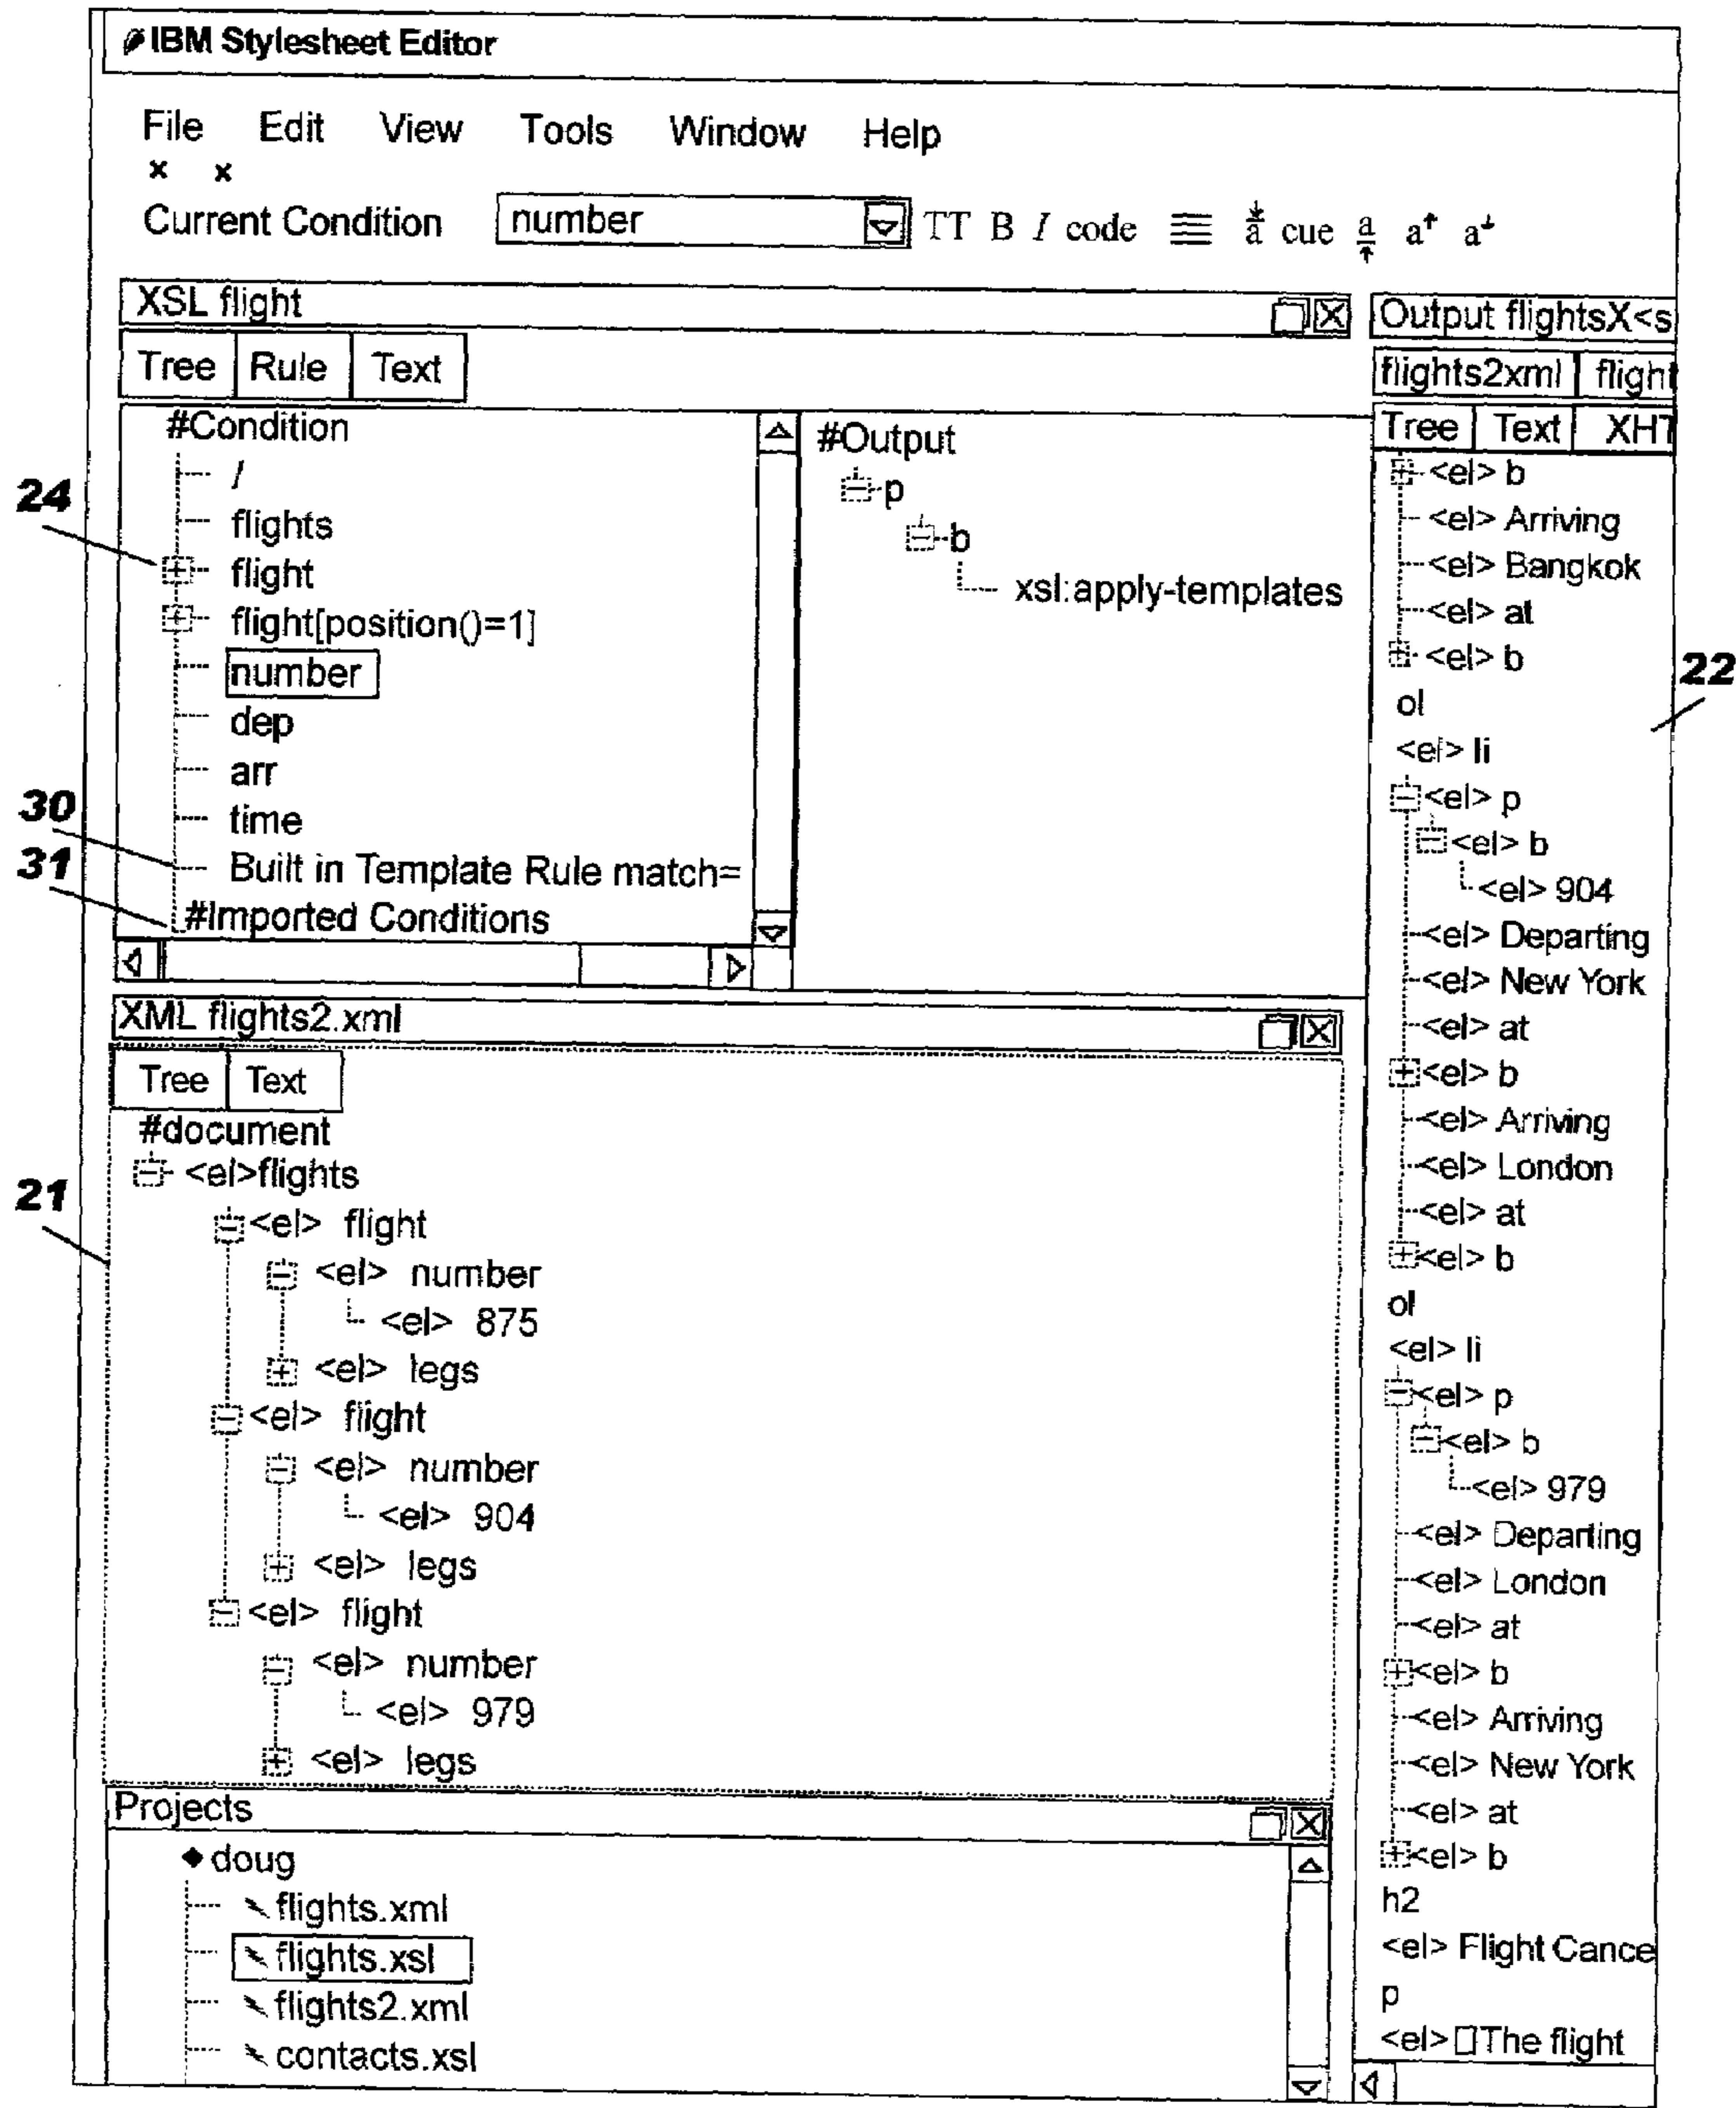 IBM Stylesheet Editor
File Edit View Tools Window Help
x x
Current Condition number TT B I code a cue a a a
XSL flight
Tree Rule Text
#Condition
/
24
flights
flight
flight[position()=1]
number
dep
arr
30
time
31
Built in Template Rule match=
#Imported Conditions
#Output
p
b
xsl:apply-templates
XML flights2.xml
Tree Text
#document
21
<el>flights
<el> flight
<el> number
<el> 875
<el> legs
<el> flight
<el> number
<el> 904
<el> legs
<el> flight
<el> number
<el> 979
<el> legs
Projects
doug
flights.xml
flights.xsl
flights2.xml
contacts.xsl
Output flightsX<s
flights2xml flight
Tree Text XHT
<el> b
<el> Arriving
<el> Bangkok
<el> at
<el> b
22
ol
<el> li
<el> p
<el> b
<el> 904
<el> Departing
<el> New York
<el> at
<el> b
<el> Arriving
<el> London
<el> at
<el> b
ol
<el> li
<el> p
<el> b
<el> 979
<el> Departing
<el> London
<el> at
<el> b
<el> Arriving
<el> New York
<el> at
<el> b
h2
<el> Flight Cance
p
<el> The flight